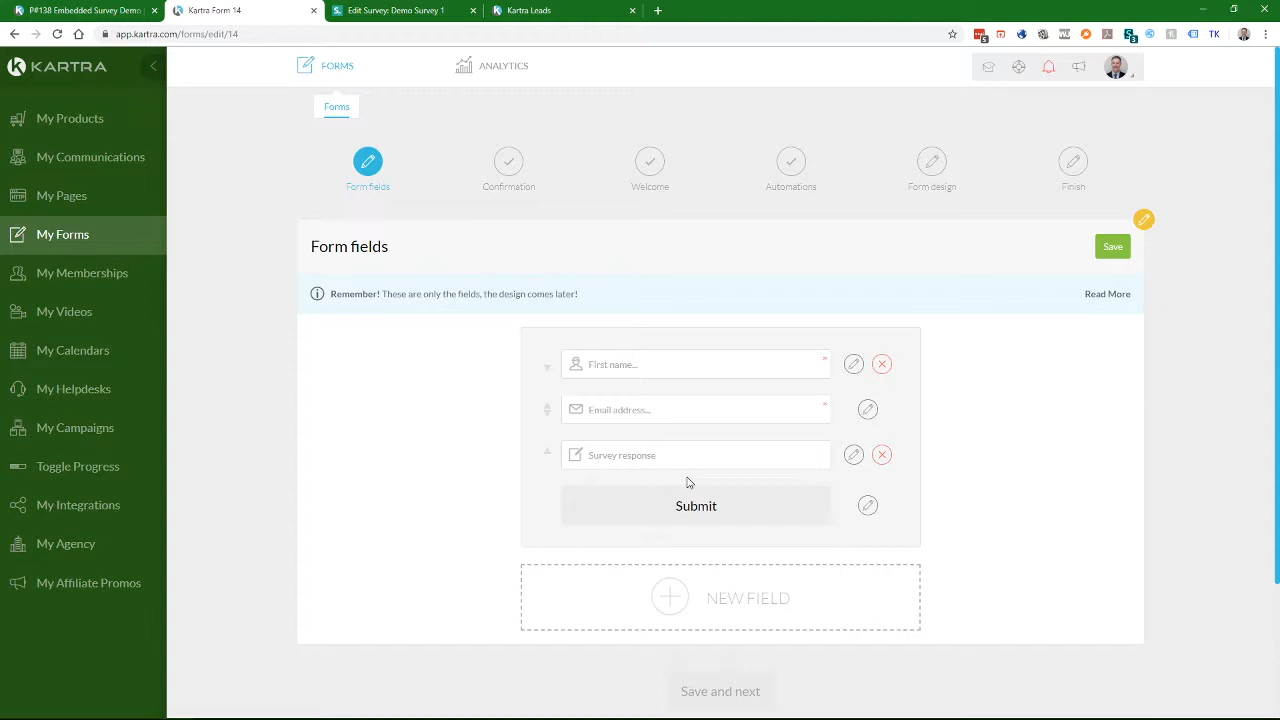 P#138 Embedded Survey Demo
Kartra Form 14
Edit Survey: Demo Survey 1
Kartra Leads
app.kartra.com/forms/edit/14
5
3
TK
KARTRA
FORMS
ANALYTICS
Forms
My Products
My Communications
My Pages
My Forms
My Memberships
My Videos
My Calendars
My Helpdesks
My Campaigns
Toggle Progress
My Integrations
My Agency
My Affiliate Promos
Form fields
Confirmation
Welcome
Automations
Form design
Finish
Form fields
Save
Remember! These are only the fields, the design comes later!
Read More
First name...
Email address...
Survey response
Submit
NEW FIELD
Save and next